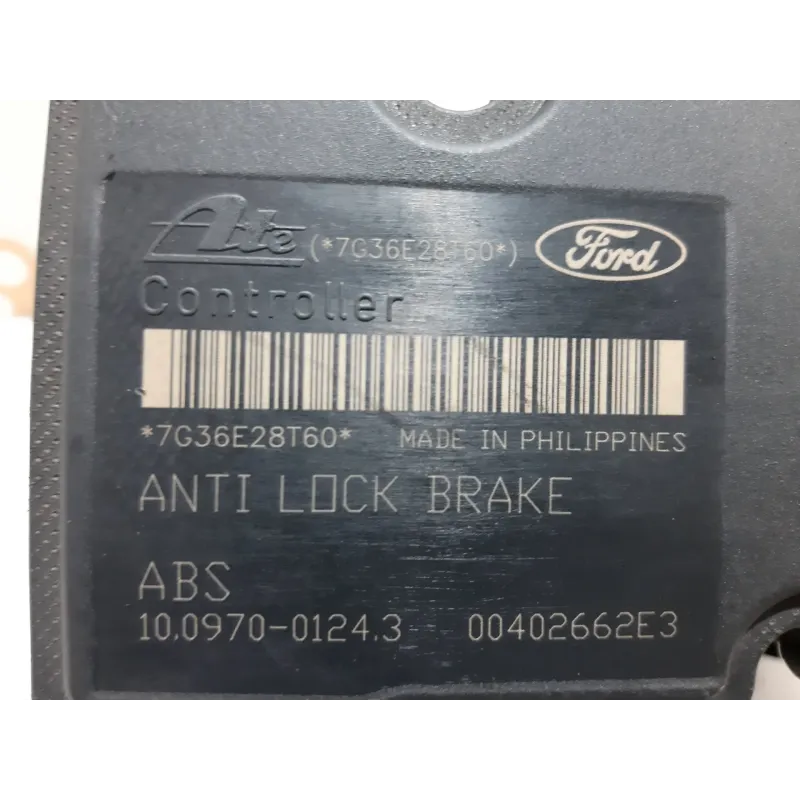 Ate (*7G36E28T60*) Ford
Controller
*7G36E28T60* MADE IN PHILIPPINES
ANTI LOCK BRAKE
ABS
10.0970-0124.3 00402662E3